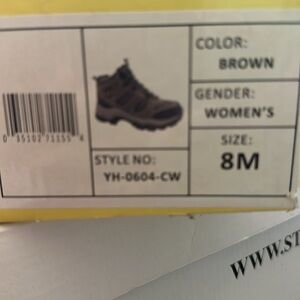 COLOR:
BROWN
GENDER:
WOMEN'S
STYLE NO:
YH-0604-CW
SIZE:
8M
WWW.ST